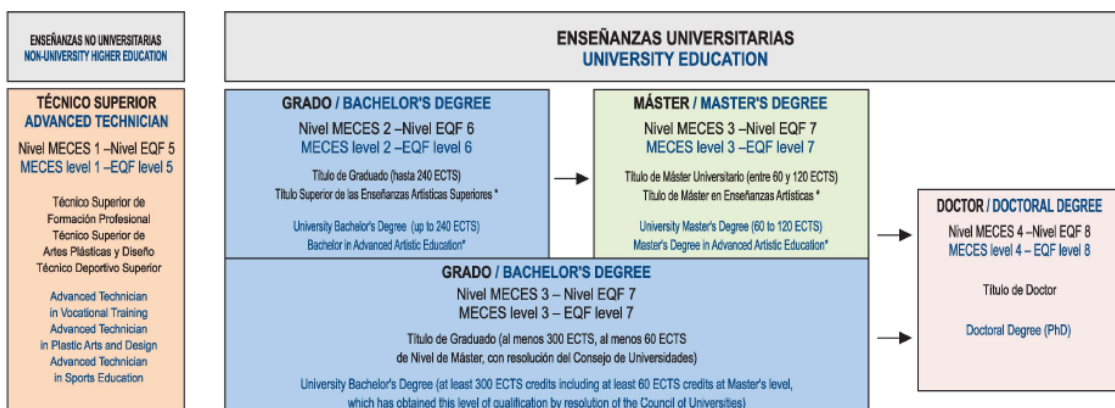 ENSEÑANZAS NO UNIVERSITARIAS
NON-UNIVERSITY HIGHER EDUCATION
ENSEÑANZAS UNIVERSITARIAS
UNIVERSITY EDUCATION
TÉCNICO SUPERIOR
ADVANCED TECHNICIAN
Nivel MECES 1 –Nivel EQF 5
MECES level 1 –EQF level 5
Técnico Superior de
Formación Profesional
Técnico Superior de
Artes Plásticas y Diseño
Técnico Deportivo Superior
Advanced Technician
in Vocational Training
Advanced Technician
in Plastic Arts and Design
Advanced Technician
in Sports Education
GRADO / BACHELOR'S DEGREE
Nivel MECES 2 –Nivel EQF 6
MECES level 2 –EQF level 6
Título de Graduado (hasta 240 ECTS)
Título Superior de las Enseñanzas Artísticas Superiores *
University Bachelor's Degree (up to 240 ECTS)
Bachelor in Advanced Artistic Education*
MÁSTER / MASTER'S DEGREE
Nivel MECES 3 –Nivel EQF 7
MECES level 3 –EQF level 7
Título de Máster Universitario (entre 60 y 120 ECTS)
Título de Máster en Enseñanzas Artísticas *
University Master's Degree (60 to 120 ECTS)
Master's Degree in Advanced Artistic Education*
GRADO / BACHELOR'S DEGREE
Nivel MECES 3 – Nivel EQF 7
MECES level 3 – EQF level 7
Título de Graduado (al menos 300 ECTS, al menos 60 ECTS
de Nivel de Máster, con resolución del Consejo de Universidades)
University Bachelor's Degree (at least 300 ECTS credits including at least 60 ECTS credits at Master's level,
which has obtained this level of qualification by resolution of the Council of Universities)
DOCTOR / DOCTORAL DEGREE
Nivel MECES 4 –Nivel EQF 8
MECES level 4 – EQF level 8
Título de Doctor
Doctoral Degree (PhD)